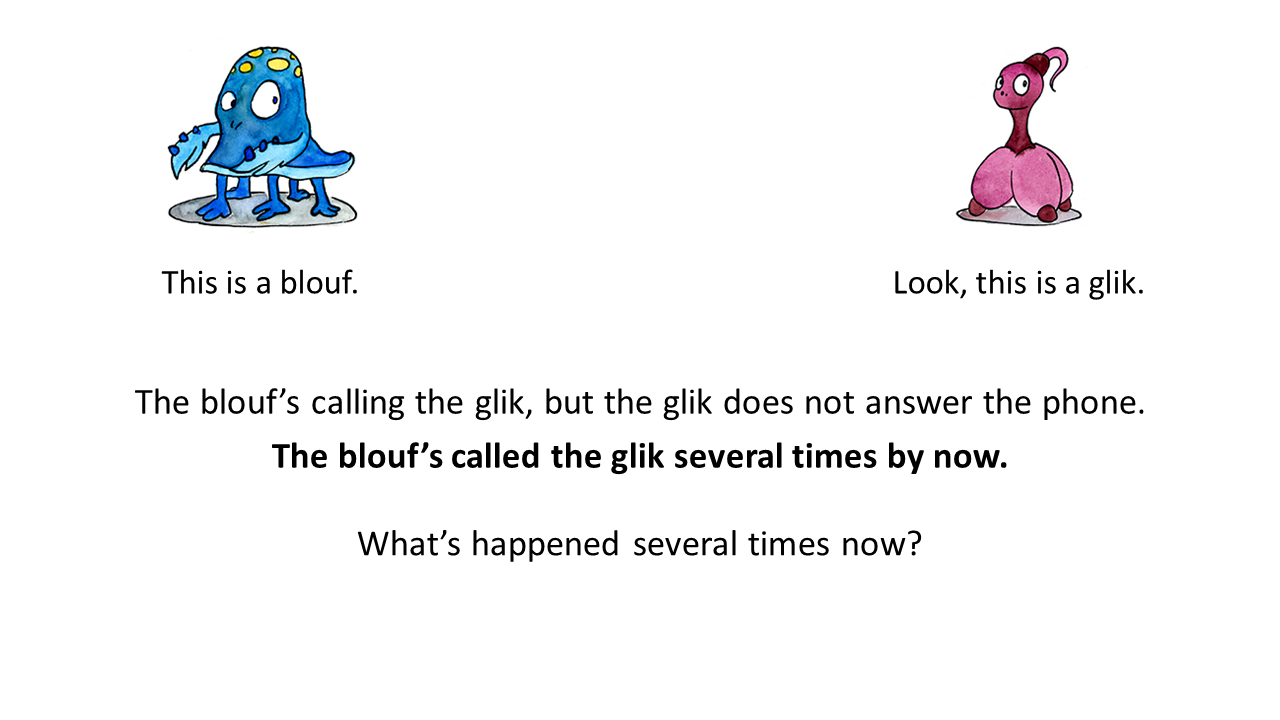 This is a blouf.
Look, this is a glik.
The blouf’s calling the glik, but the glik does not answer the phone.
The blouf’s called the glik several times by now.
What’s happened several times now?